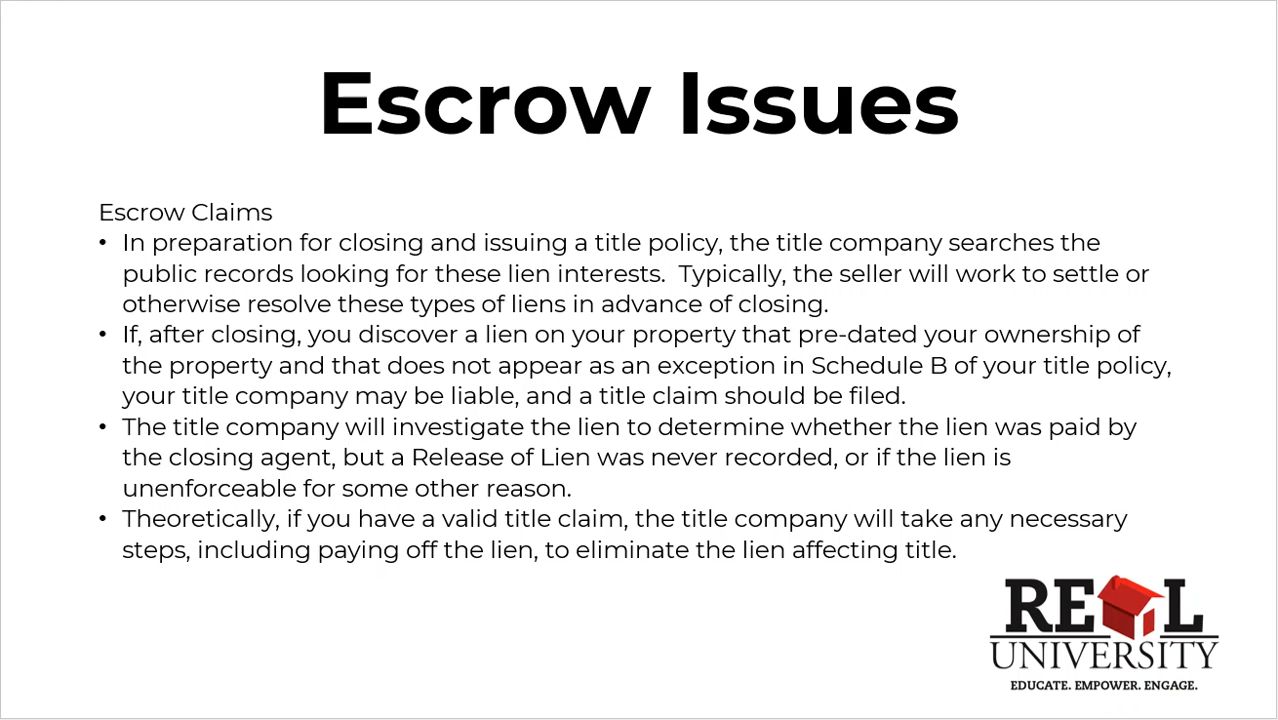 Escrow Issues
Escrow Claims
• In preparation for closing and issuing a title policy, the title company searches the
public records looking for these lien interests.  Typically, the seller will work to settle or
otherwise resolve these types of liens in advance of closing.
• If, after closing, you discover a lien on your property that pre-dated your ownership of
the property and that does not appear as an exception in Schedule B of your title policy,
your title company may be liable, and a title claim should be filed.
• The title company will investigate the lien to determine whether the lien was paid by
the closing agent, but a Release of Lien was never recorded, or if the lien is
unenforceable for some other reason.
• Theoretically, if you have a valid title claim, the title company will take any necessary
steps, including paying off the lien, to eliminate the lien affecting title.
RE L
UNIVERSITY
EDUCATE. EMPOWER. ENGAGE.